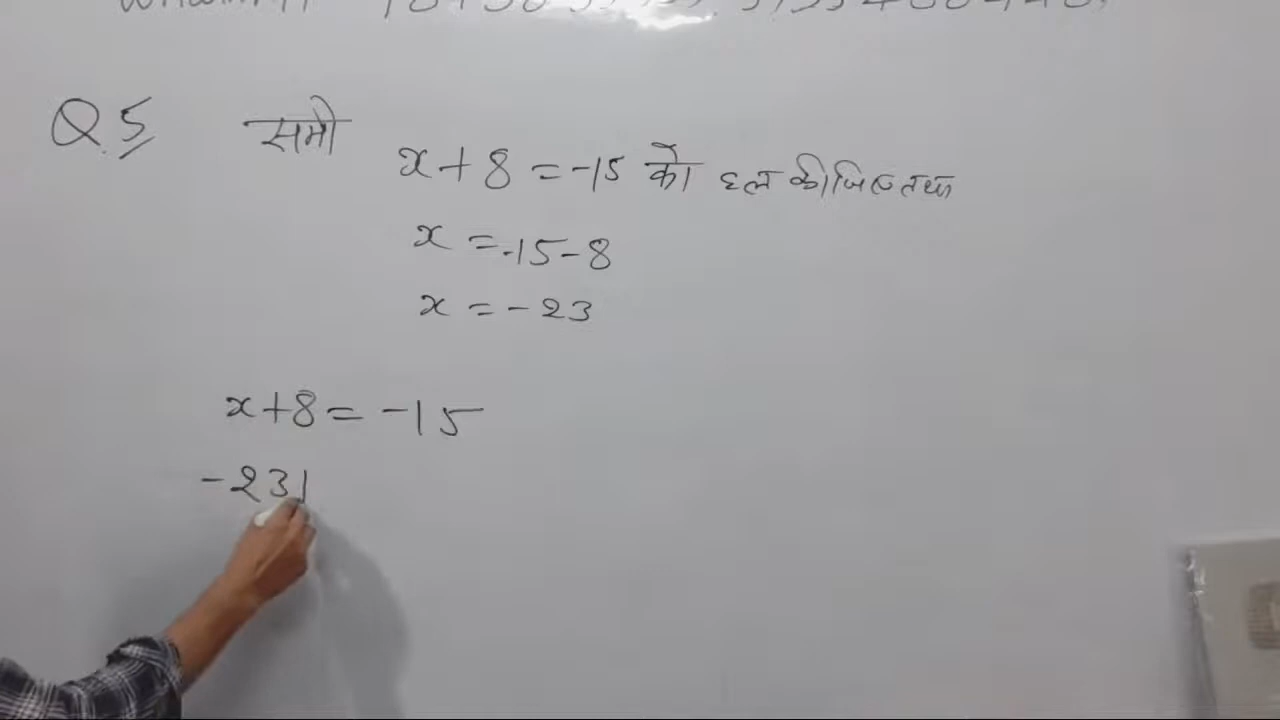 Q.5 समी
x + 8 = -15 को हल कीजिए तथा
x = -15 - 8
x = -23
x + 8 = -15
-23